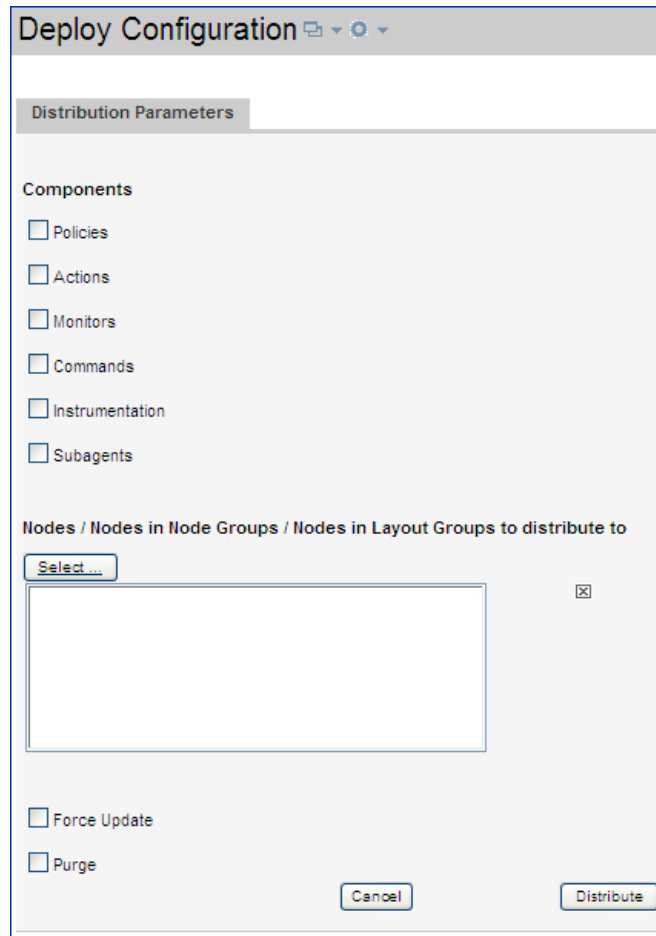 Deploy Configuration
Distribution Parameters
Components
Policies
Actions
Monitors
Commands
Instrumentation
Subagents
Nodes / Nodes in Node Groups / Nodes in Layout Groups to distribute to
Select ...
Force Update
Purge
Cancel Distribute